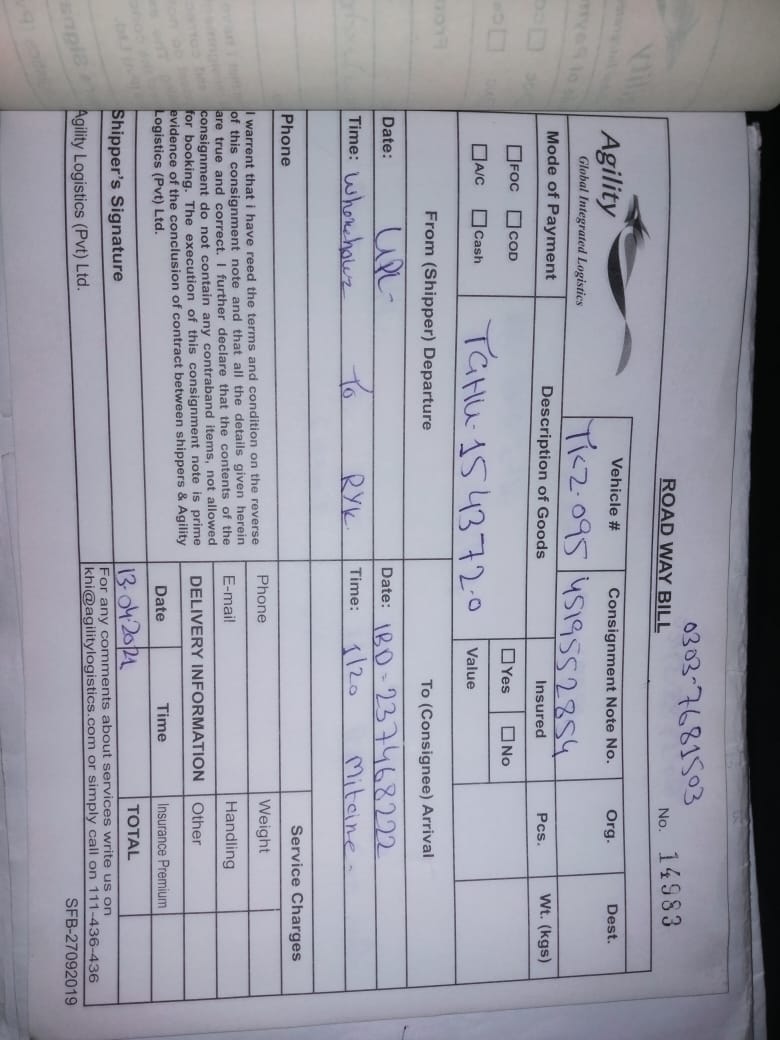 0303-7681503
ROAD WAY BILL
No. 14983
Agility
Global Integrated Logistics
Vehicle # Consignment Note No. Org. Dest.
TKZ-095 4519552854
Mode of Payment Description of Goods Insured Pcs. Wt. (kgs)
FOC COD Yes No
A/C Cash TGHU-154372-0 Value
From (Shipper) Departure To (Consignee) Arrival
Date: UPL- Date: IBD-237468222
Time: To RYK Time: 1/20
Phone Service Charges
I warrent that i have reed the terms and condition on the reverse
of this consignment note and that all the details given herein
are true and correct. I further declare that the contents of the
consignment do not contain any contraband items, not allowed
for booking. The execution of this consignment note is prime
evidence of the conclusion of contract between shippers & Agility
Logistics (Pvt) Ltd.
Phone Weight
E-mail Handling
DELIVERY INFORMATION Other
Date Time Insurance Premium
13-04-2021 TOTAL
Shipper's Signature
For any comments about services write us on
khi@agilitylogistics.com or simply call on 111-436-436
Agility Logistics (Pvt) Ltd.
SFB-27092019